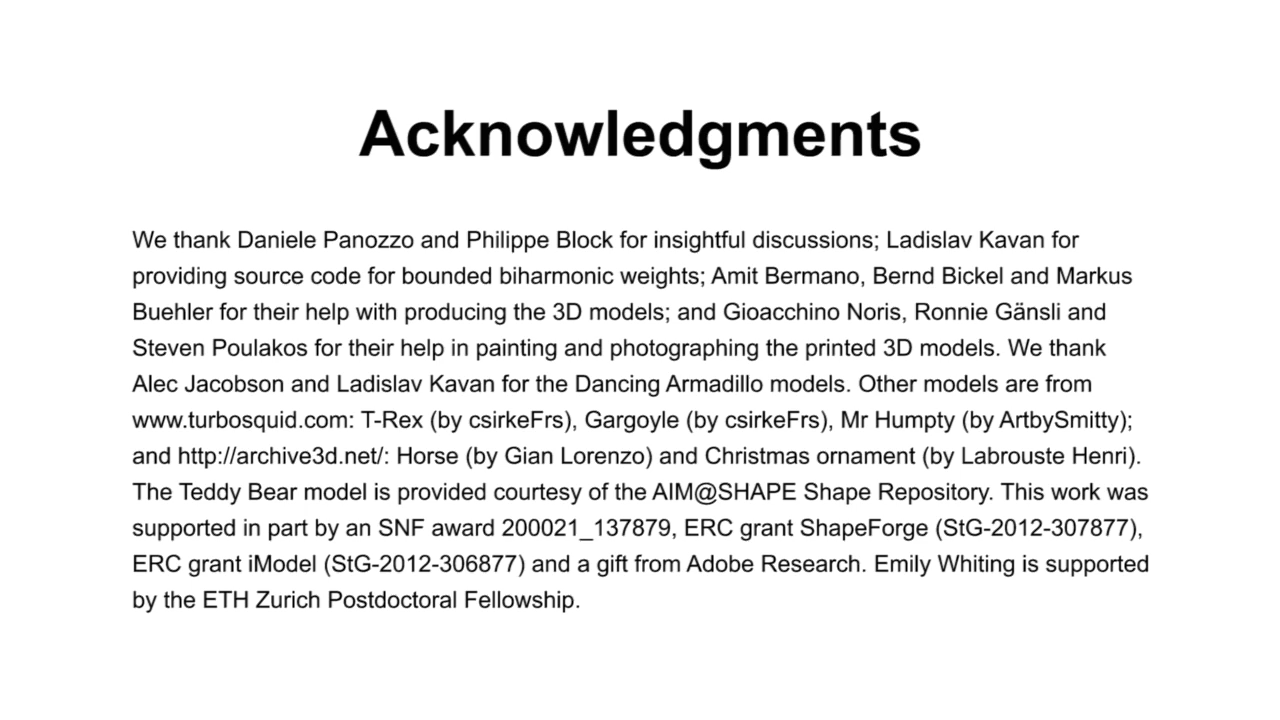 Acknowledgments
We thank Daniele Panozzo and Philippe Block for insightful discussions; Ladislav Kavan for
providing source code for bounded biharmonic weights; Amit Bermano, Bernd Bickel and Markus
Buehler for their help with producing the 3D models; and Gioacchino Noris, Ronnie Gänsli and
Steven Poulakos for their help in painting and photographing the printed 3D models. We thank
Alec Jacobson and Ladislav Kavan for the Dancing Armadillo models. Other models are from
www.turbosquid.com: T-Rex (by csirkeFrs), Gargoyle (by csirkeFrs), Mr Humpty (by ArtbySmitty);
and http://archive3d.net/: Horse (by Gian Lorenzo) and Christmas ornament (by Labrouste Henri).
The Teddy Bear model is provided courtesy of the AIM@SHAPE Shape Repository. This work was
supported in part by an SNF award 200021_137879, ERC grant ShapeForge (StG-2012-307877),
ERC grant iModel (StG-2012-306877) and a gift from Adobe Research. Emily Whiting is supported
by the ETH Zurich Postdoctoral Fellowship.